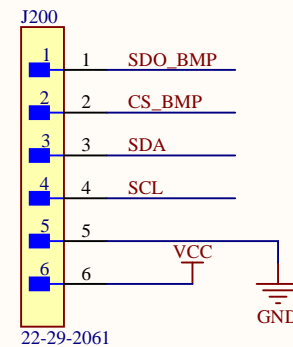 J200
1 1 SDO_BMP
2 2 CS_BMP
3 3 SDA
4 4 SCL
5 5
VCC
6 6
GND
22-29-2061